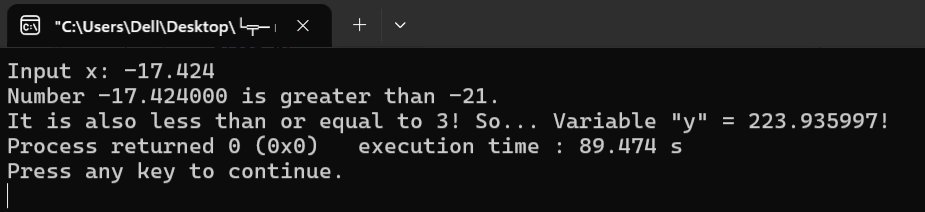 "C:\Users\Dell\Desktop\
Input x: -17.424
Number -17.424000 is greater than -21.
It is also less than or equal to 3! So... Variable "y" = 223.935997!
Process returned 0 (0x0)   execution time : 89.474 s
Press any key to continue.